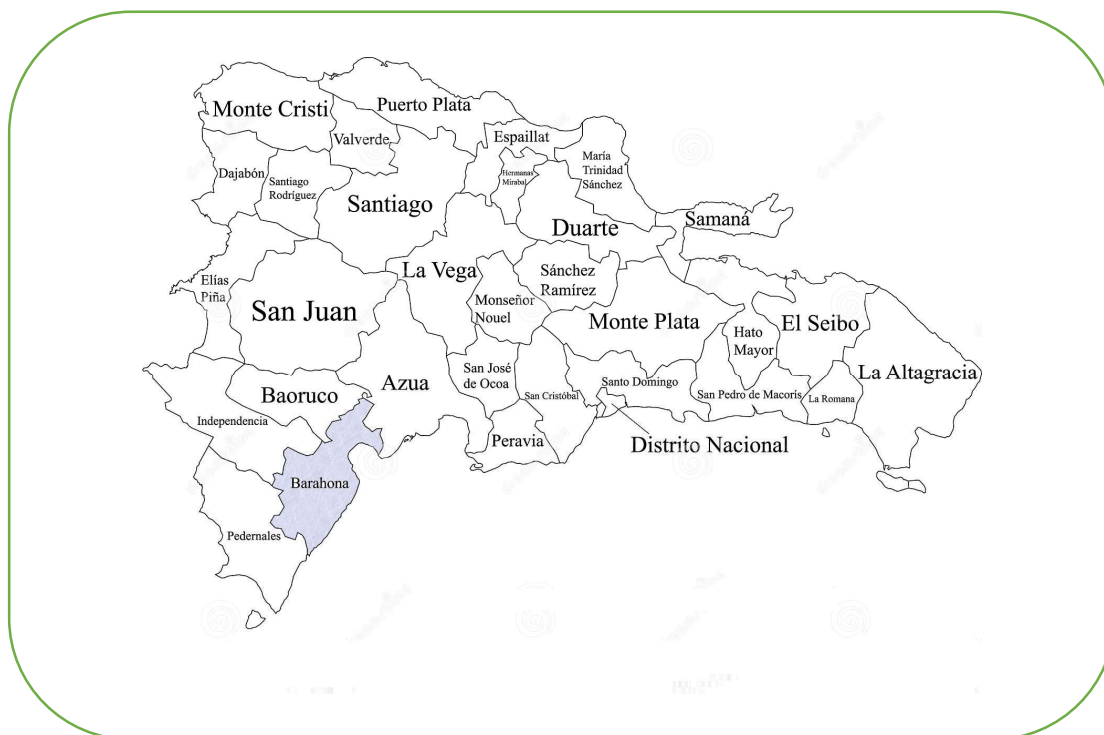 Monte Cristi
Puerto Plata
Valverde
Espaillat
Dajabón
Santiago
Rodríguez
Santiago
Hermanas
Mirabal
María
Trinidad
Sánchez
Duarte
Samaná
Elías
Piña
San Juan
La Vega
Monseñor
Nouel
Sánchez
Ramírez
Monte Plata
Hato
Mayor
El Seibo
La Altagracia
Baoruco
Azua
San José
de Ocoa
San Cristóbal
Santo Domingo
San Pedro de Macorís
La Romana
Independencia
Peravia
Distrito Nacional
Barahona
Pedernales